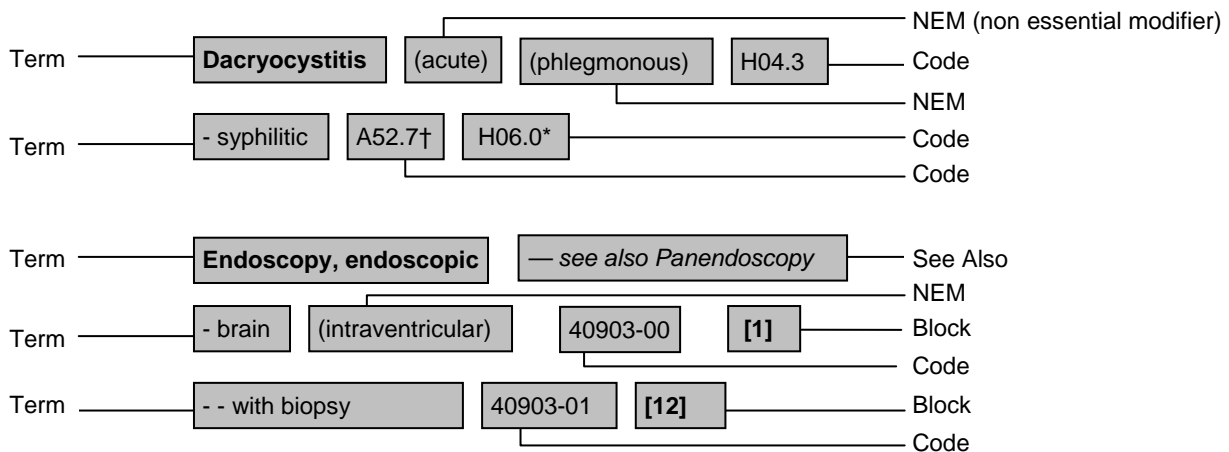 NEM (non essential modifier)
Term Dacryocystitis (acute) (phlegmonous) H04.3 Code
NEM
Term - syphilitic A52.7† H06.0* Code
Code
Term Endoscopy, endoscopic — see also Panendoscopy See Also
NEM
Term - brain (intraventricular) 40903-00 [1] Block
Code
Term - - with biopsy 40903-01 [12] Block
Code